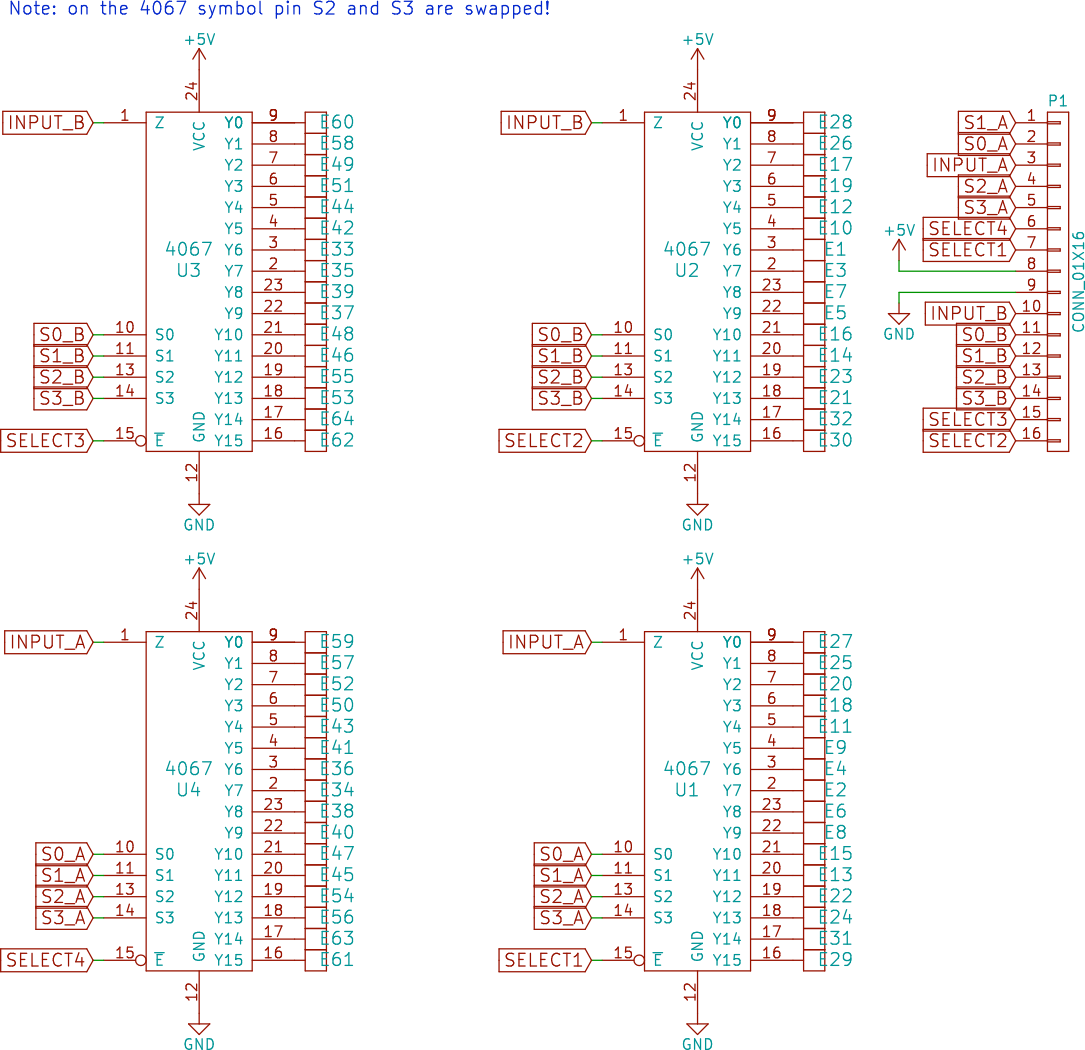 Note: on the 4067 symbol pin S2 and S3 are swapped!
+5V
24
INPUT_B 1 Z VCC Y0 9 E60
Y1 8 E58
Y2 7 E49
Y3 6 E51
Y4 5 E44
Y5 4 E42
4067 Y6 3 E33
U3 Y7 2 E35
Y8 23 E39
Y9 22 E37
S0_B 10 S0 Y10 21 E48
S1_B 11 S1 Y11 20 E46
S2_B 13 S2 Y12 19 E55
S3_B 14 S3 Y13 18 E53
GND Y14 17 E64
SELECT3 15 E Y15 16 E62
12
GND
+5V
24
INPUT_B 1 Z VCC Y0 9 E28
Y1 8 E26
Y2 7 E17
Y3 6 E19
Y4 5 E12
Y5 4 E10
4067 Y6 3 E1
U2 Y7 2 E3
Y8 23 E7
Y9 22 E5
S0_B 10 S0 Y10 21 E16
S1_B 11 S1 Y11 20 E14
S2_B 13 S2 Y12 19 E23
S3_B 14 S3 Y13 18 E21
GND Y14 17 E32
SELECT2 15 E Y15 16 E30
12
GND
P1
S1_A 1
S0_A 2
INPUT_A 3
S2_A 4
S3_A 5
SELECT4 6
SELECT1 7
+5V 8
9
GND
INPUT_B 10
S0_B 11
S1_B 12
S2_B 13
S3_B 14
SELECT3 15
SELECT2 16
CONN_01X16
+5V
24
INPUT_A 1 Z VCC Y0 9 E59
Y1 8 E57
Y2 7 E52
Y3 6 E50
Y4 5 E43
Y5 4 E41
4067 Y6 3 E36
U4 Y7 2 E34
Y8 23 E38
Y9 22 E40
S0_A 10 S0 Y10 21 E47
S1_A 11 S1 Y11 20 E45
S2_A 13 S2 Y12 19 E54
S3_A 14 S3 Y13 18 E56
GND Y14 17 E63
SELECT4 15 E Y15 16 E61
12
GND
+5V
24
INPUT_A 1 Z VCC Y0 9 E27
Y1 8 E25
Y2 7 E20
Y3 6 E18
Y4 5 E11
Y5 4 E9
4067 Y6 3 E4
U1 Y7 2 E2
Y8 23 E6
Y9 22 E8
S0_A 10 S0 Y10 21 E15
S1_A 11 S1 Y11 20 E13
S2_A 13 S2 Y12 19 E22
S3_A 14 S3 Y13 18 E24
GND Y14 17 E31
SELECT1 15 E Y15 16 E29
12
GND